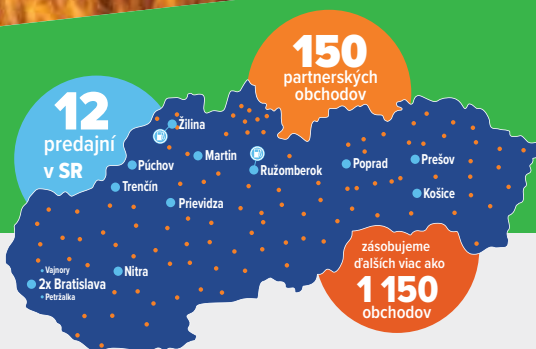 150
partnerských
obchodov
12
predajní
v SR
Žilina
Martin
Púchov
Ružomberok
Poprad
Prešov
Trenčín
Prievidza
Košice
Vajnory
2x Bratislava
Petržalka
Nitra
zásobujeme
ďalších viac ako
1 150
obchodov